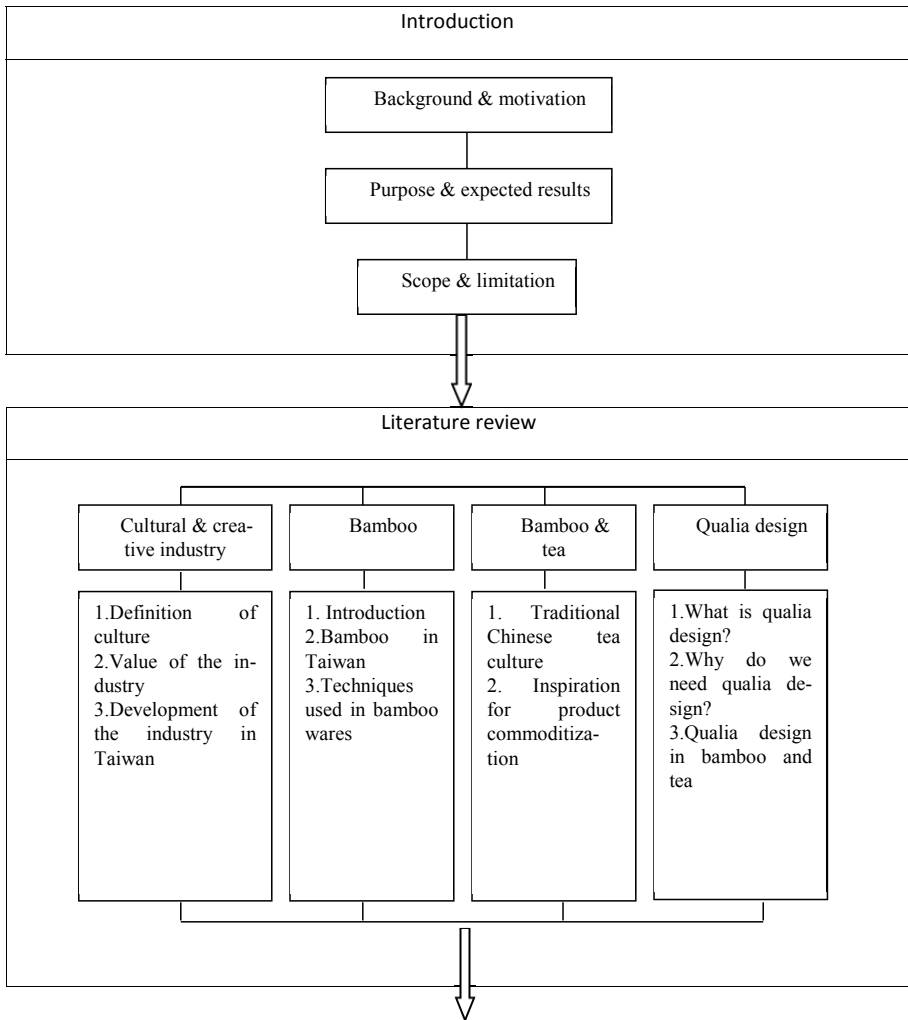 Introduction
Background & motivation
Purpose & expected results
Scope & limitation
Literature review
Cultural & crea-
tive industry
Bamboo
Bamboo &
tea
Qualia design
1.Definition of
culture
2.Value of the in-
dustry
3.Development of
the industry in
Taiwan
1. Introduction
2.Bamboo in
Taiwan
3.Techniques
used in bamboo
wares
1. Traditional
Chinese tea
culture
2. Inspiration
for product
commoditiza-
tion
1.What is qualia
design?
2.Why do we
need qualia de-
sign?
3.Qualia design
in bamboo and
tea